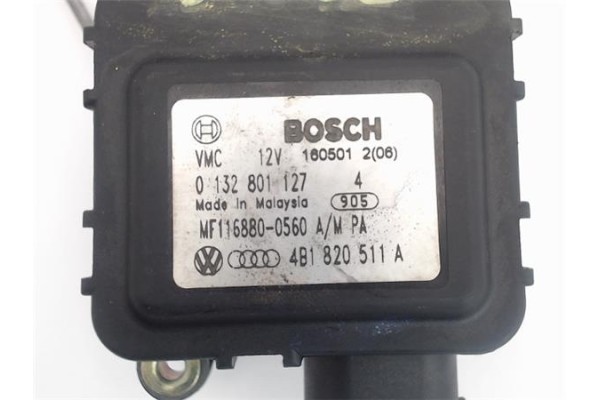 BOSCH
VMC 12V 160501 2(06)
0 132 801 127 4
Made in Malaysia 905
MF116880-0560 A/M PA
4B1 820 511 A